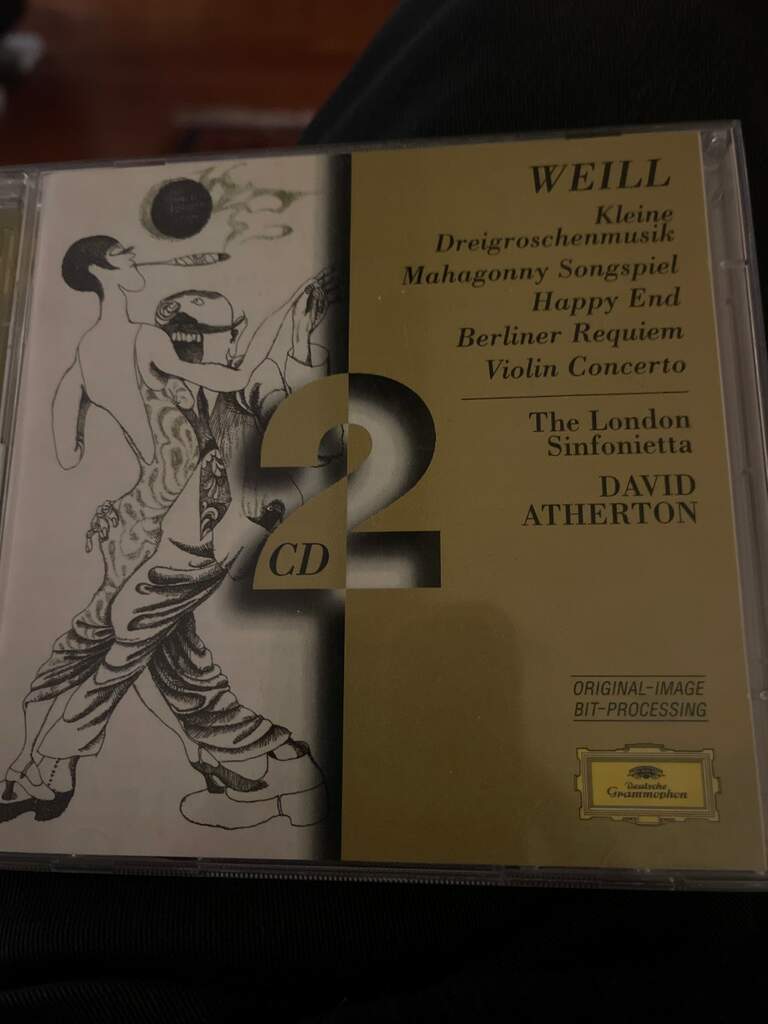 WEILL
Kleine
Dreigroschenmusik
Mahagonny Songspiel
Happy End
Berliner Requiem
Violin Concerto
The London
Sinfonietta
DAVID
ATHERTON
2
CD
ORIGINAL-IMAGE
BIT-PROCESSING
Deutsche
Grammophon